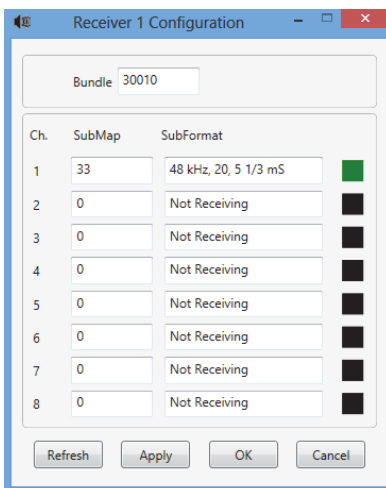 Receiver 1 Configuration
Bundle 30010
Ch. SubMap SubFormat
1 33 48 kHz, 20, 5 1/3 mS
2 0 Not Receiving
3 0 Not Receiving
4 0 Not Receiving
5 0 Not Receiving
6 0 Not Receiving
7 0 Not Receiving
8 0 Not Receiving
Refresh Apply OK Cancel